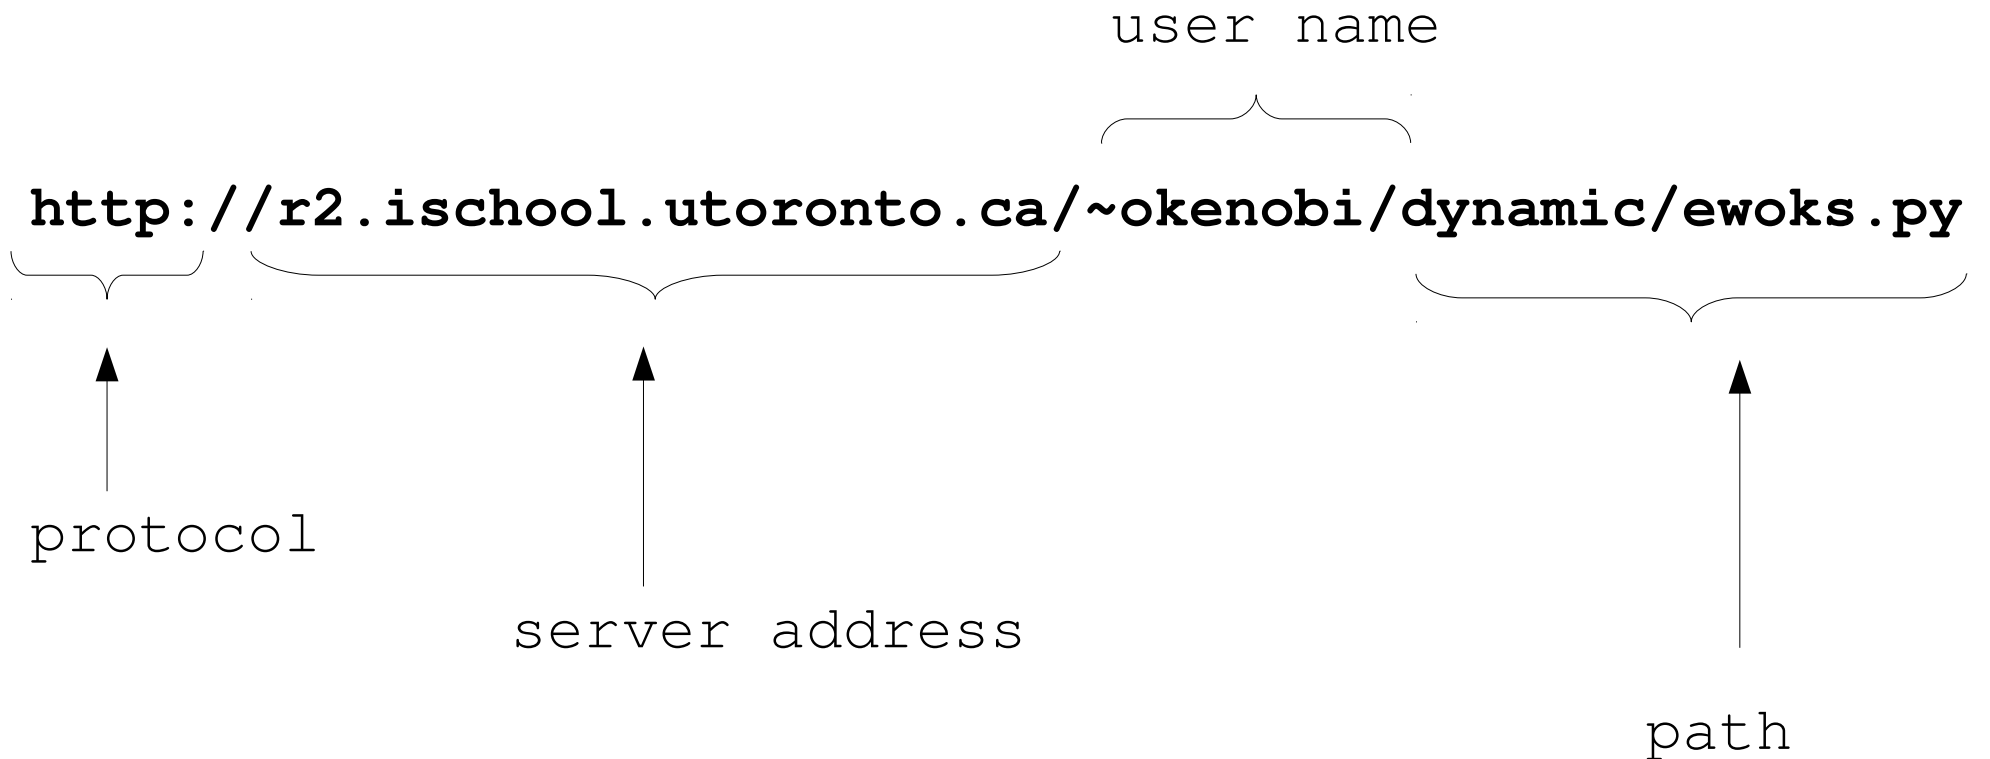 user name
http://r2.ischool.utoronto.ca/~okenobi/dynamic/ewoks.py
protocol
server address
path